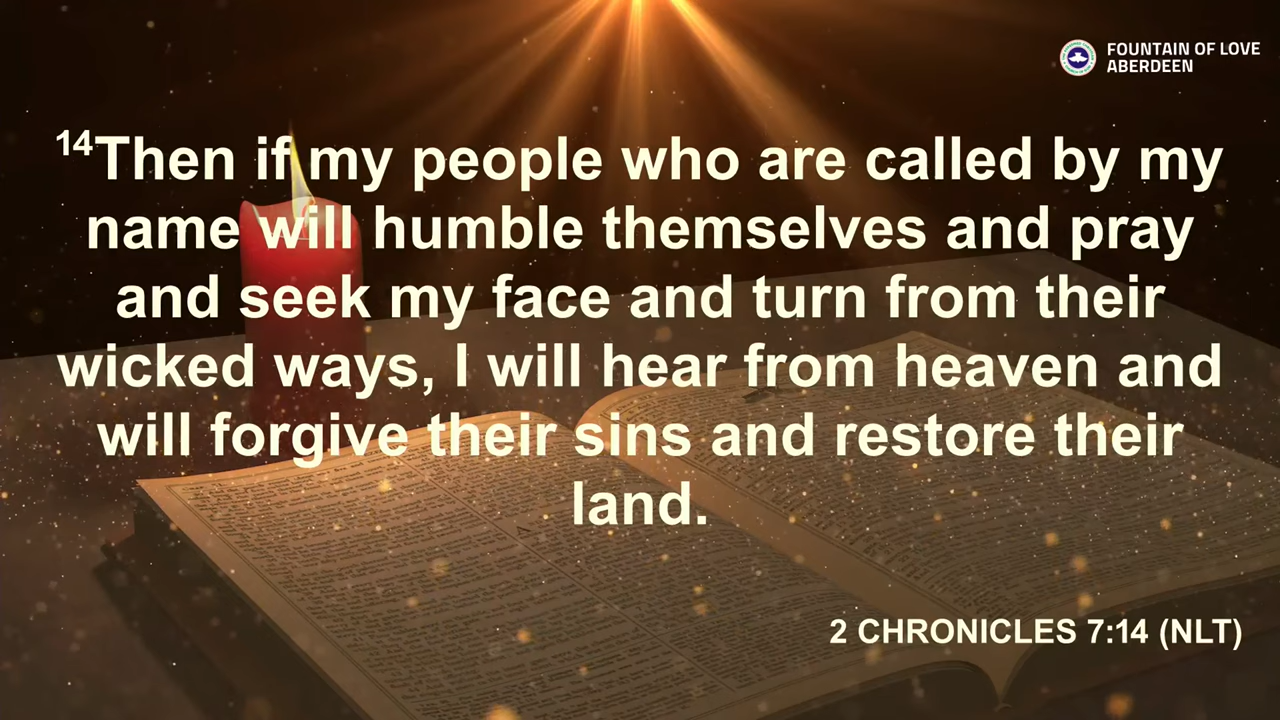 FOUNTAIN OF LOVE
ABERDEEN
14Then if my people who are called by my
name will humble themselves and pray
and seek my face and turn from their
wicked ways, I will hear from heaven and
will forgive their sins and restore their
land.
2 CHRONICLES 7:14 (NLT)